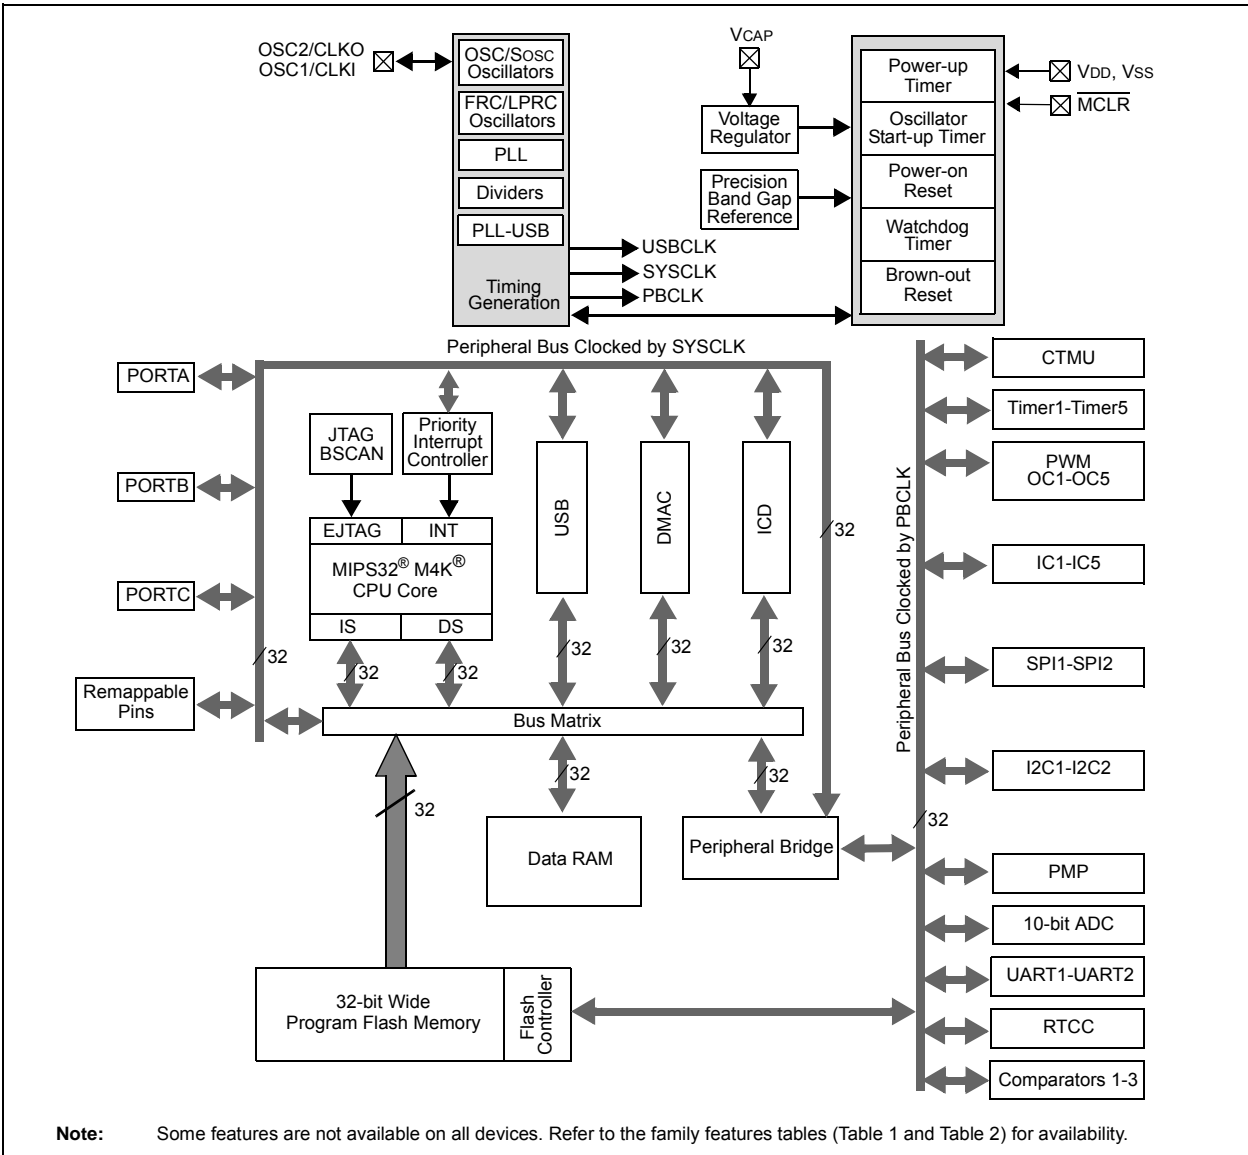 OSC2/CLKO
OSC1/CLKI
OSC/SOSC
Oscillators
FRC/LPRC
Oscillators
PLL
Dividers
PLL-USB
Timing
Generation
USBCLK
SYSCLK
PBCLK
VCAP
Voltage
Regulator
Precision
Band Gap
Reference
Power-up
Timer
Oscillator
Start-up Timer
Power-on
Reset
Watchdog
Timer
Brown-out
Reset
VDD, VSS
MCLR
Peripheral Bus Clocked by SYSCLK
PORTA
PORTB
PORTC
Remappable
Pins
32
JTAG
BSCAN
Priority
Interrupt
Controller
EJTAG
INT
MIPS32® M4K®
CPU Core
IS
DS
32
32
USB
DMAC
ICD
32
32
32
32
Bus Matrix
32
32
32
Data RAM
Peripheral Bridge
32-bit Wide
Program Flash Memory
Flash
Controller
Peripheral Bus Clocked by PBCLK
32
CTMU
Timer1-Timer5
PWM
OC1-OC5
IC1-IC5
SPI1-SPI2
I2C1-I2C2
PMP
10-bit ADC
UART1-UART2
RTCC
Comparators 1-3
Note: Some features are not available on all devices. Refer to the family features tables (Table 1 and Table 2) for availability.